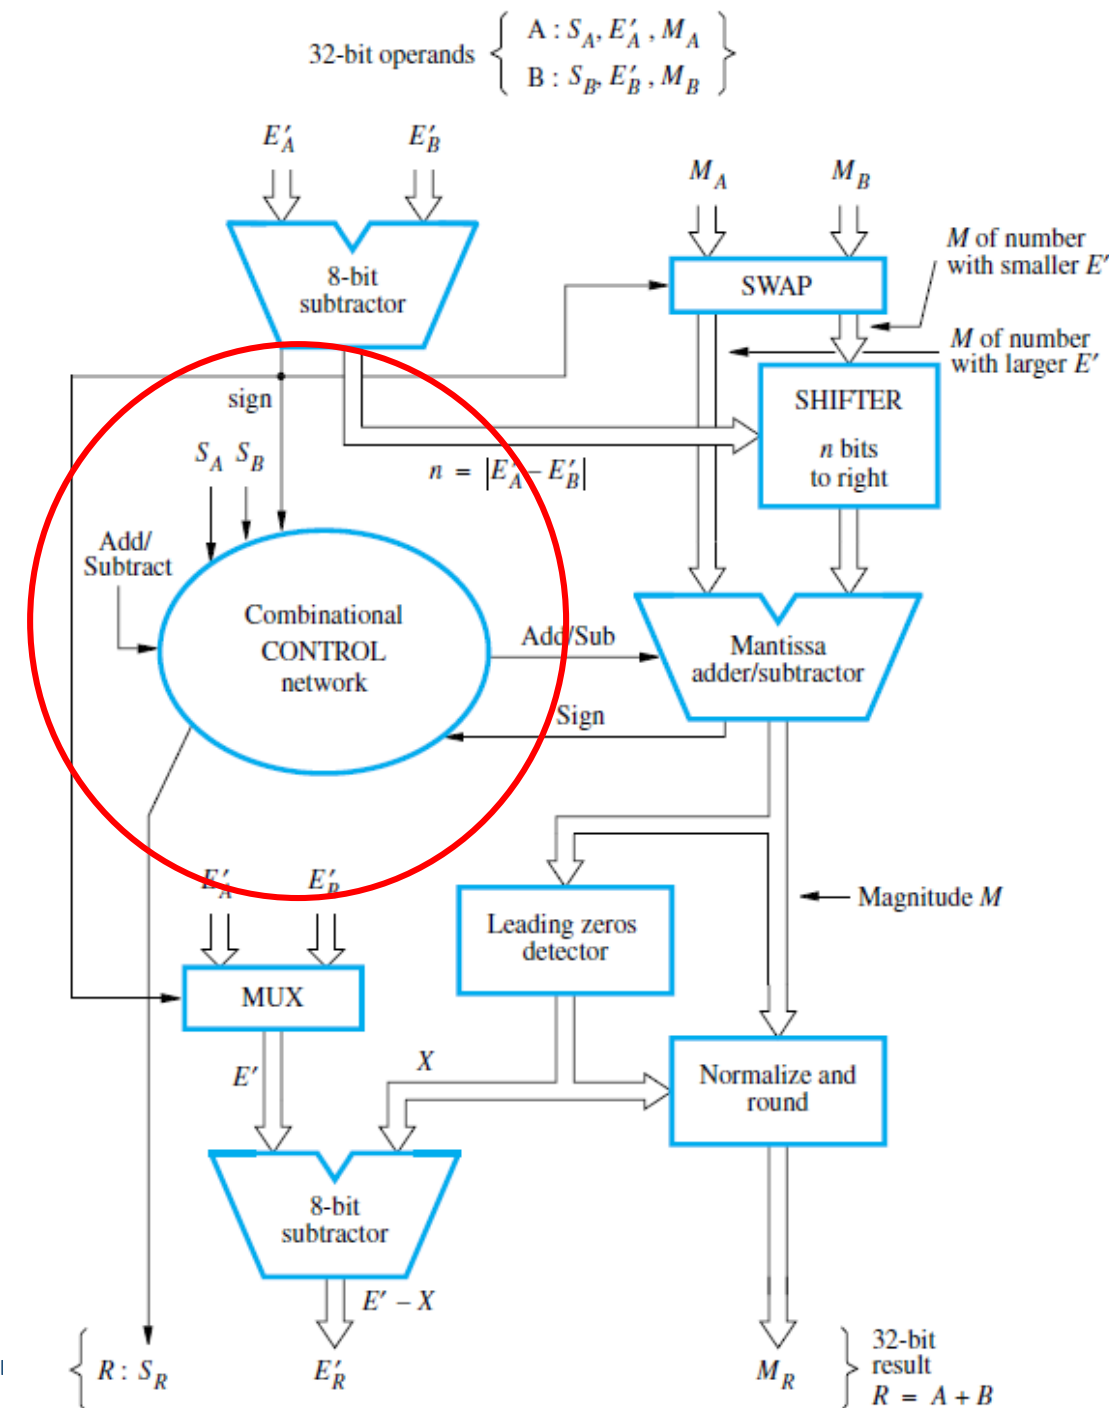 32-bit operands
A : S_A, E′_A , M_A
B : S_B, E′_B , M_B
E′_A
E′_B
M_A
M_B
8-bit
subtractor
SWAP
M of number
with smaller E′
M of number
with larger E′
sign
SHIFTER
n bits
to right
S_A S_B
n = |E′_A – E′_B|
Add/
Subtract
Combinational
CONTROL
network
Add/Sub
Mantissa
adder/subtractor
Sign
E′_A
E′_B
Leading zeros
detector
Magnitude M
MUX
E′
X
Normalize and
round
8-bit
subtractor
E′ – X
R : S_R
E′_R
M_R
32-bit
result
R = A + B